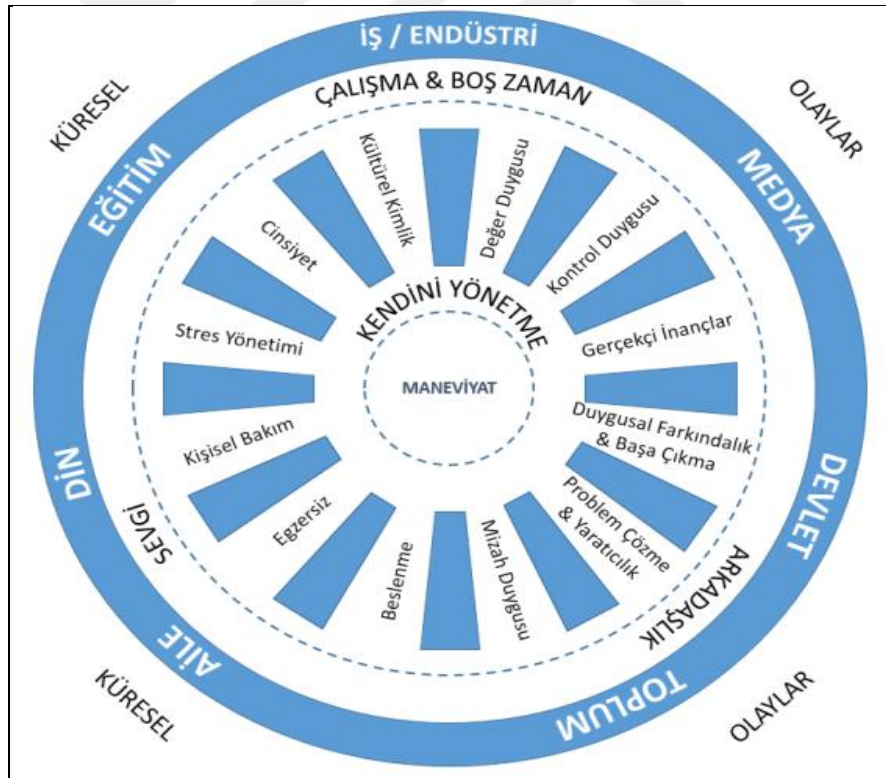 KÜRESEL
OLAYLAR
İŞ / ENDÜSTRİ
MEDYA
DEVLET
TOPLUM
AİLE
DİN
EĞİTİM
ÇALIŞMA & BOŞ ZAMAN
ARKADAŞLIK
SEVGİ
Değer Duygusu
Kontrol Duygusu
Gerçekçi İnançlar
Duygusal Farkındalık
& Başa Çıkma
Problem Çözme
& Yaratıcılık
Mizah Duygusu
Beslenme
Egzersiz
Kişisel Bakım
Stres Yönetimi
Cinsiyet
Kültürel Kimlik
KENDİNİ YÖNETME
MANEVİYAT
KÜRESEL
OLAYLAR